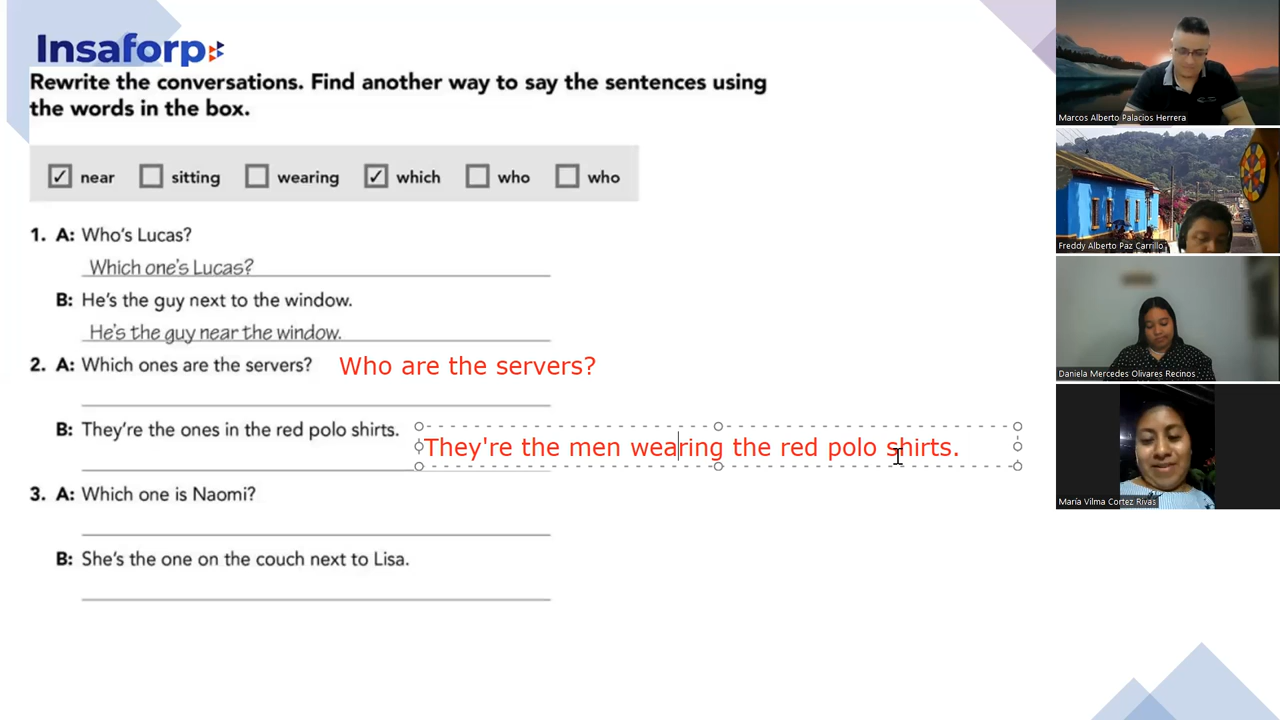 Insaforp
Rewrite the conversations. Find another way to say the sentences using
the words in the box.
✓ near sitting wearing ✓ which who who
1. A: Who's Lucas?
Which one's Lucas?
B: He's the guy next to the window.
He's the guy near the window.
2. A: Which ones are the servers? Who are the servers?
B: They're the ones in the red polo shirts.
They're the men wearing the red polo shirts.
3. A: Which one is Naomi?
B: She's the one on the couch next to Lisa.
Marcos Alberto Palacios Herrera
Freddy Alberto Paz Carrillo
Daniela Mercedes Olivares Recinos
María Vilma Cortez Rivas